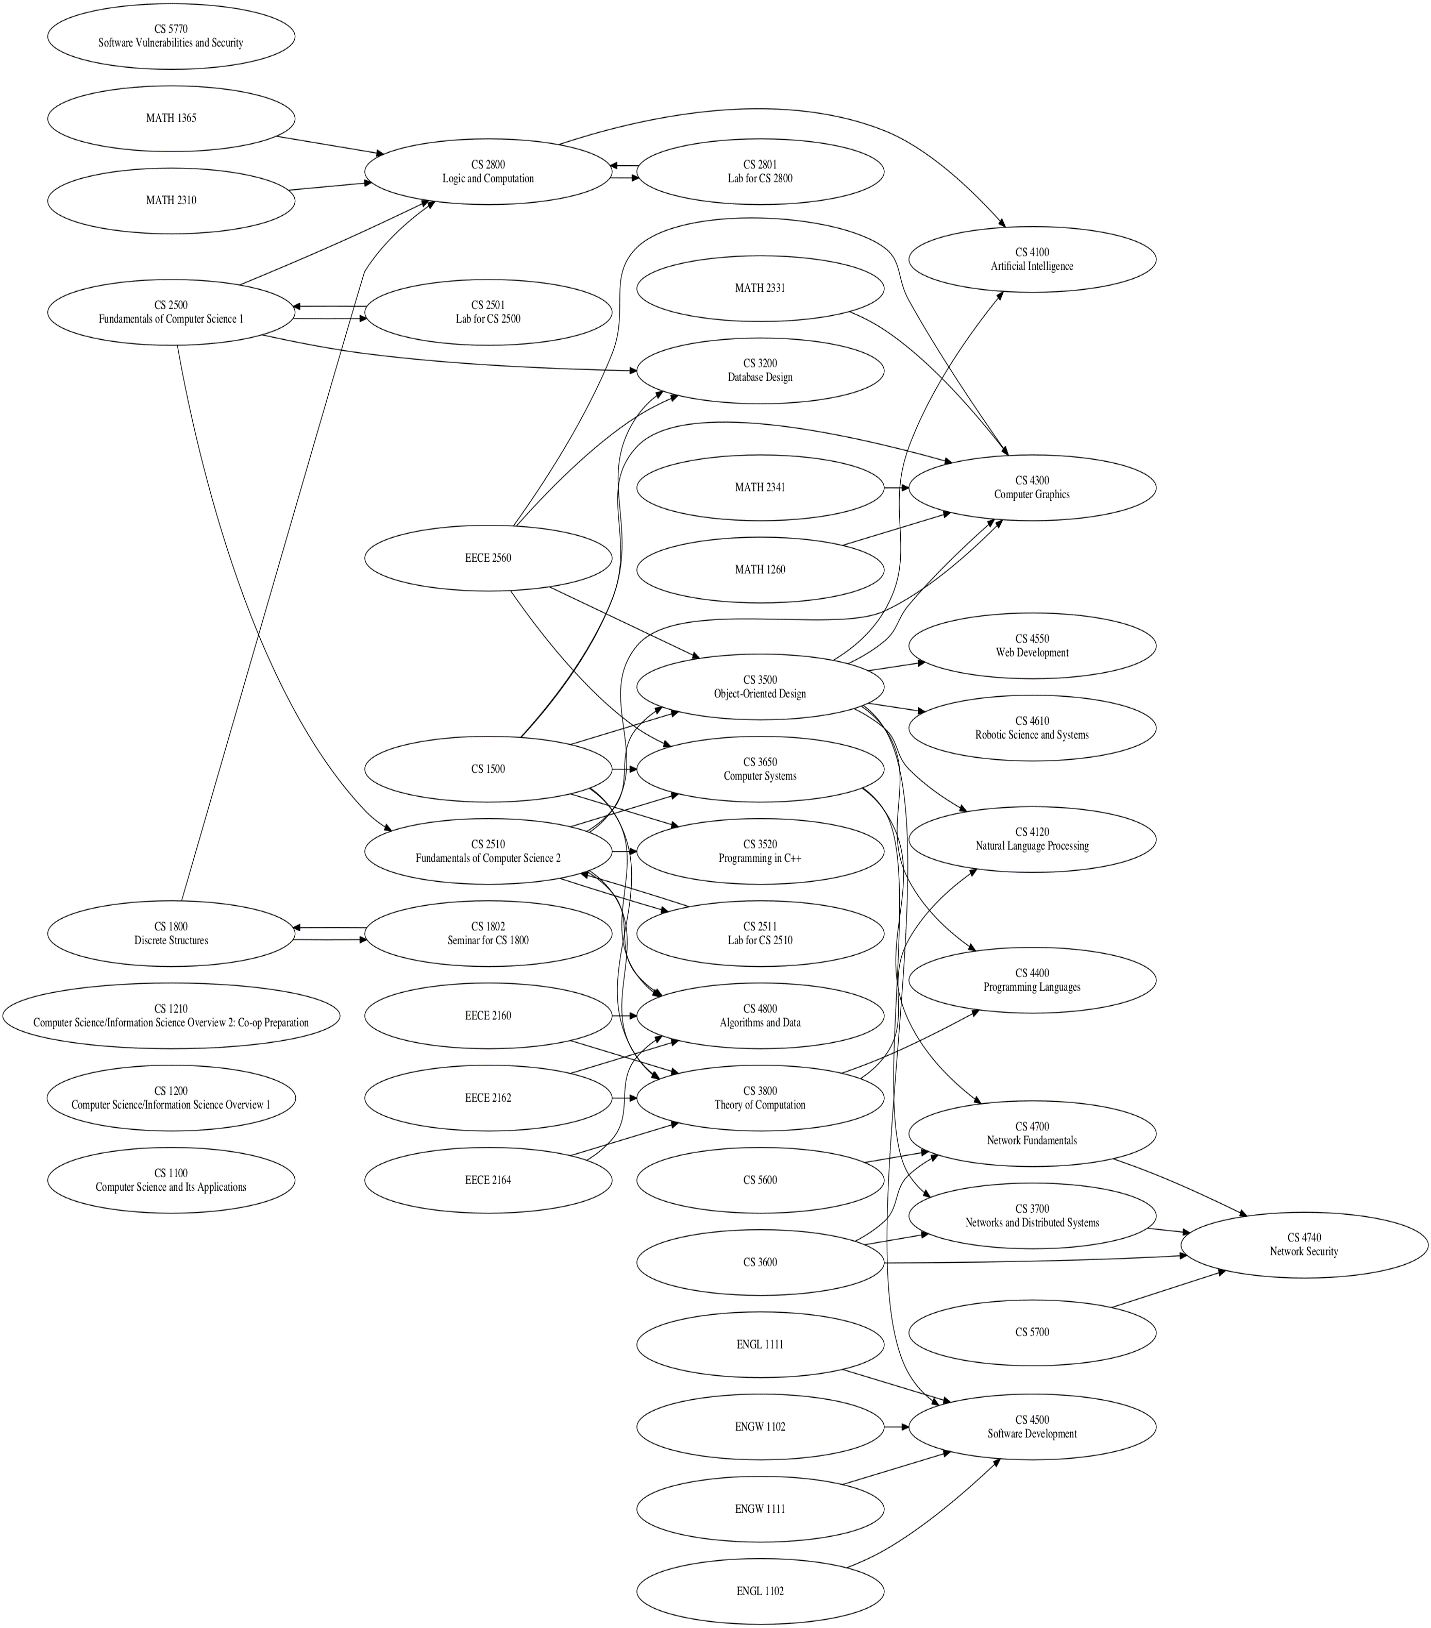 CS 5770
Software Vulnerabilities and Security
MATH 1365
MATH 2310
CS 2500
Fundamentals of Computer Science 1
CS 1800
Discrete Structures
CS 1210
Computer Science/Information Science Overview 2: Co-op Preparation
CS 1200
Computer Science/Information Science Overview 1
CS 1100
Computer Science and Its Applications
CS 2800
Logic and Computation
CS 2501
Lab for CS 2500
EECE 2560
CS 1500
CS 2510
Fundamentals of Computer Science 2
CS 1802
Seminar for CS 1800
EECE 2160
EECE 2162
EECE 2164
CS 2801
Lab for CS 2800
MATH 2331
CS 3200
Database Design
MATH 2341
MATH 1260
CS 3500
Object-Oriented Design
CS 3650
Computer Systems
CS 3520
Programming in C++
CS 2511
Lab for CS 2510
CS 4800
Algorithms and Data
CS 3800
Theory of Computation
CS 5600
CS 3600
ENGL 1111
ENGW 1102
ENGW 1111
ENGL 1102
CS 4100
Artificial Intelligence
CS 4300
Computer Graphics
CS 4550
Web Development
CS 4610
Robotic Science and Systems
CS 4120
Natural Language Processing
CS 4400
Programming Languages
CS 4700
Network Fundamentals
CS 3700
Networks and Distributed Systems
CS 5700
CS 4500
Software Development
CS 4740
Network Security